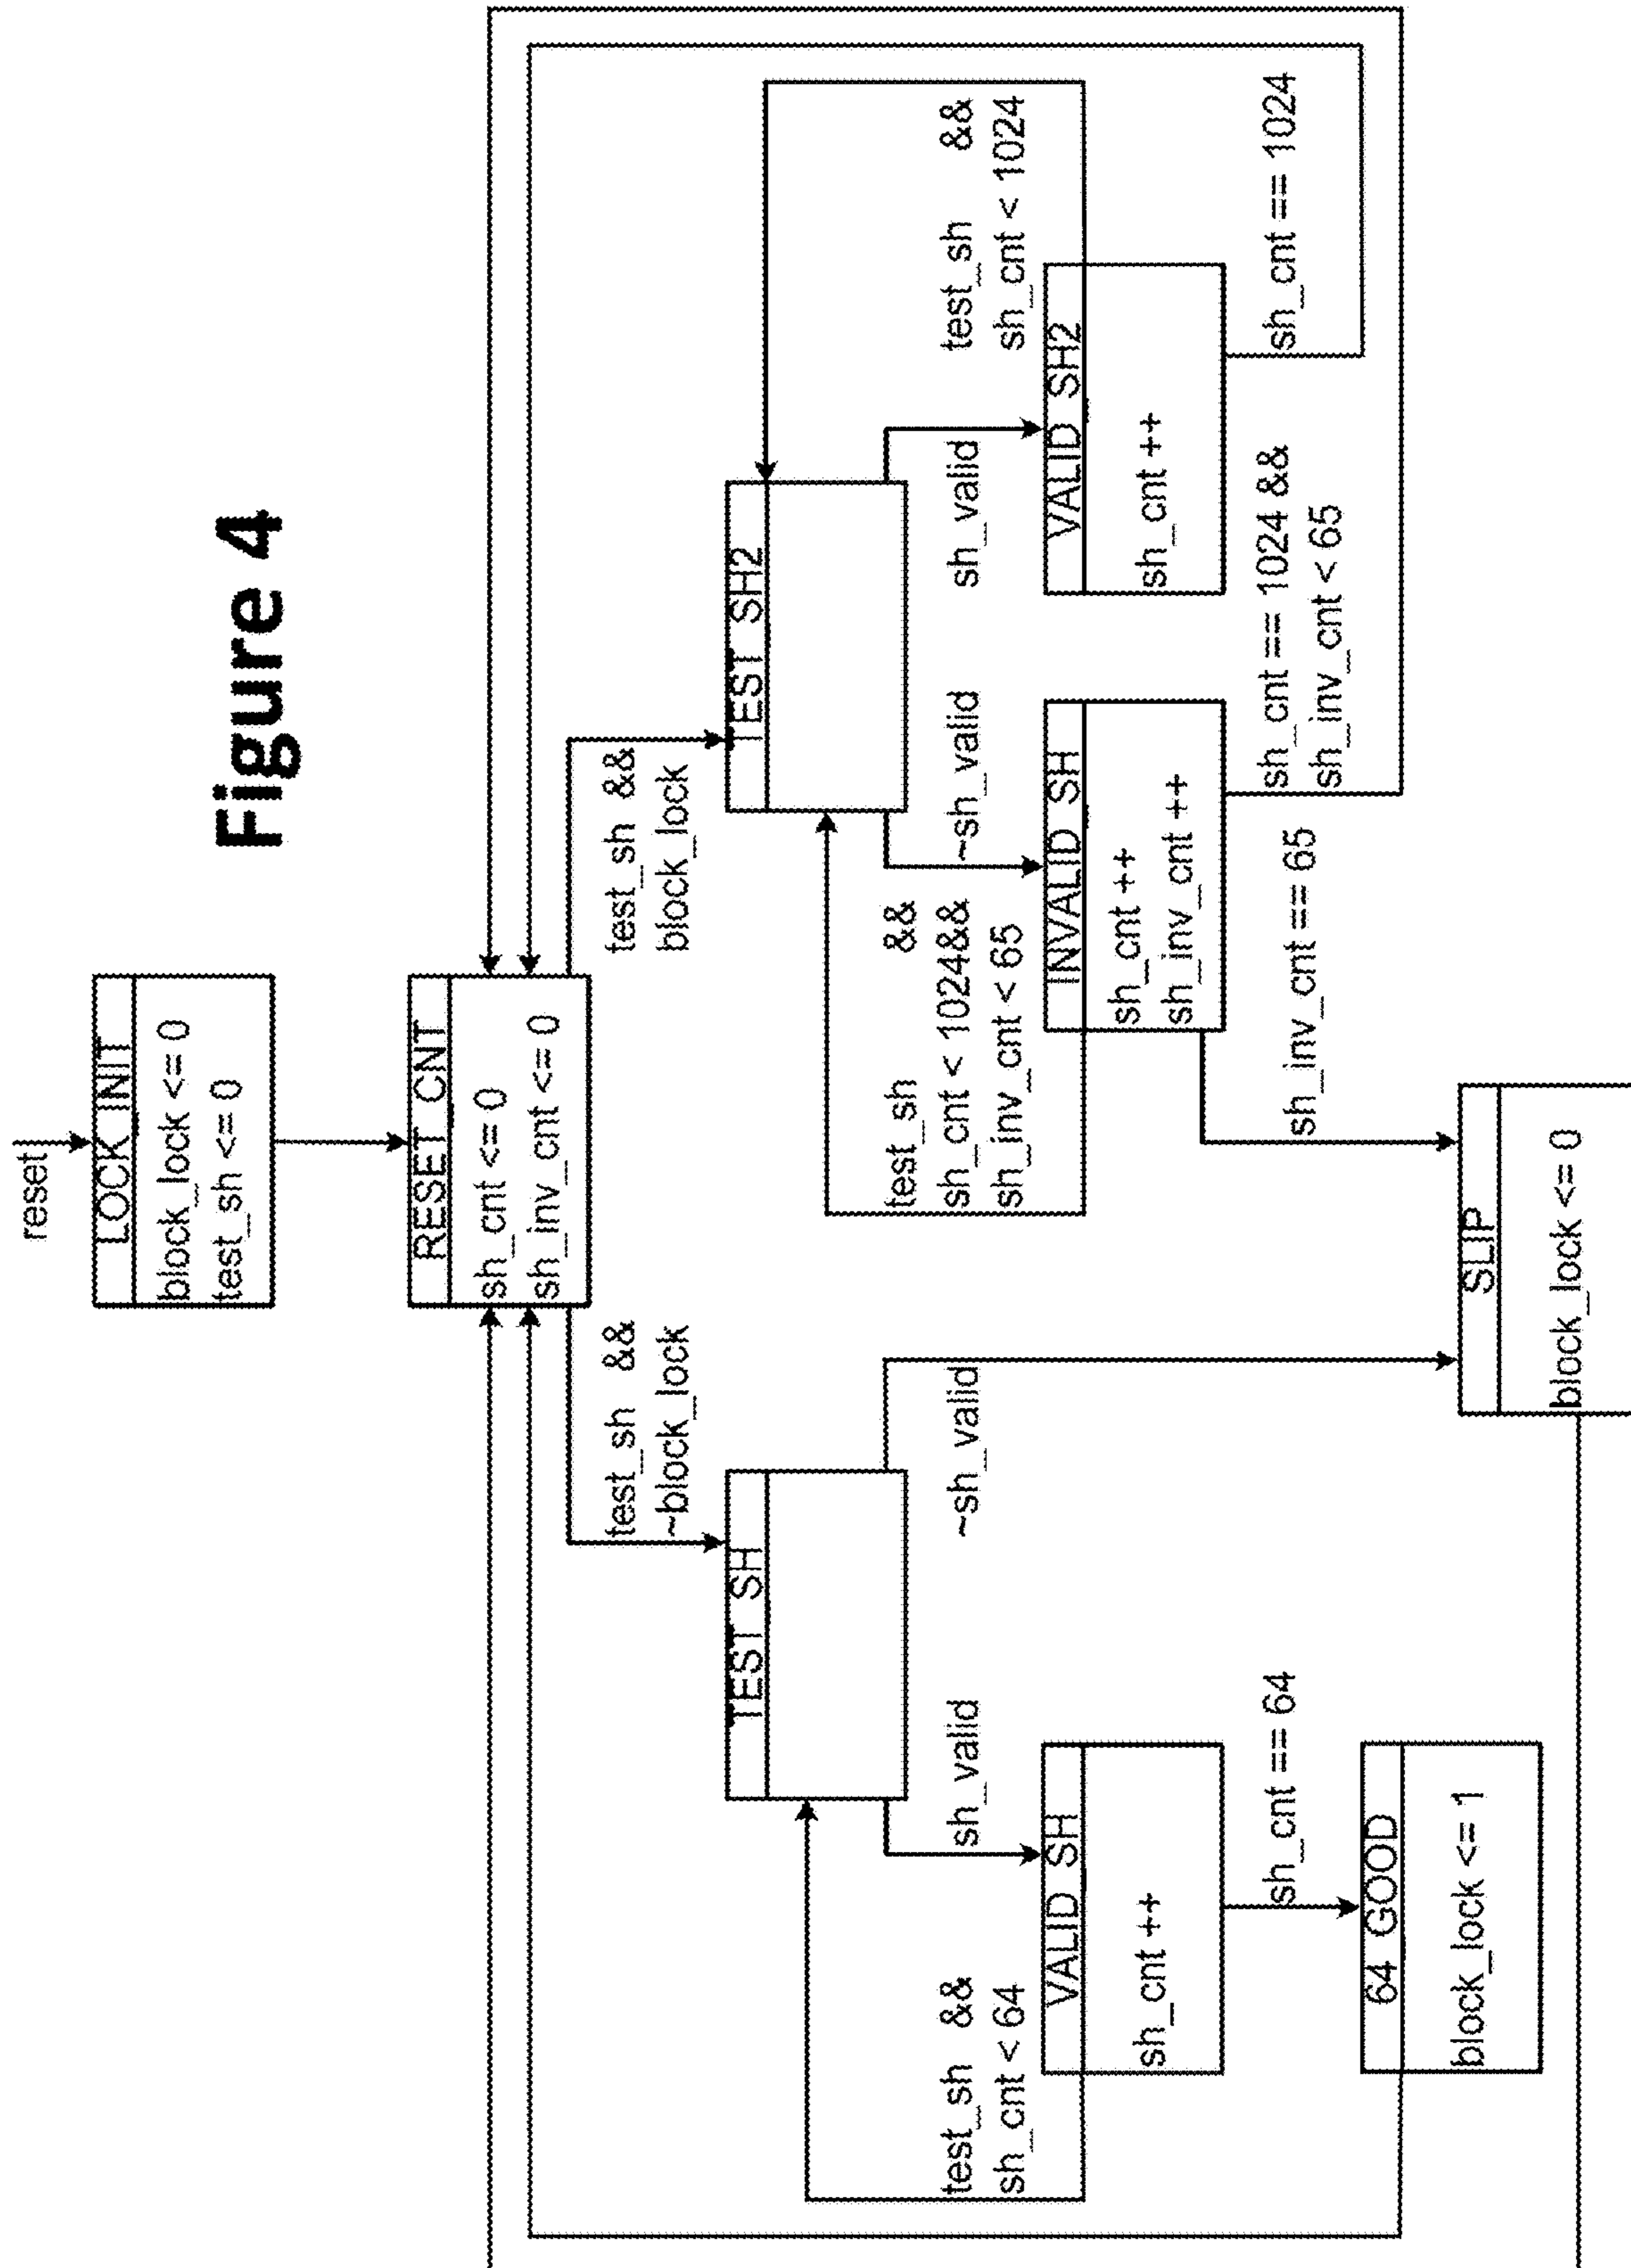 Figure 4
reset
LOCK_INIT
block_lock <= 0
test_sh <= 0
RESET_CNT
sh_cnt <= 0
sh_inv_cnt <= 0
test_sh &&
~block_lock
test_sh &&
block_lock
TEST_SH
TEST_SH2
test_sh &&
sh_cnt < 64
sh_valid
~sh_valid
test_sh &&
sh_cnt < 1024&&
sh_inv_cnt < 65
~sh_valid
sh_valid
test_sh &&
sh_cnt < 1024
VALID_SH
sh_cnt ++
INVALID_SH
sh_cnt ++
sh_inv_cnt ++
VALID_SH2
sh_cnt ++
sh_cnt == 64
sh_inv_cnt == 65
sh_cnt == 1024 &&
sh_inv_cnt < 65
sh_cnt == 1024
64_GOOD
block_lock <= 1
SLIP
block_lock <= 0